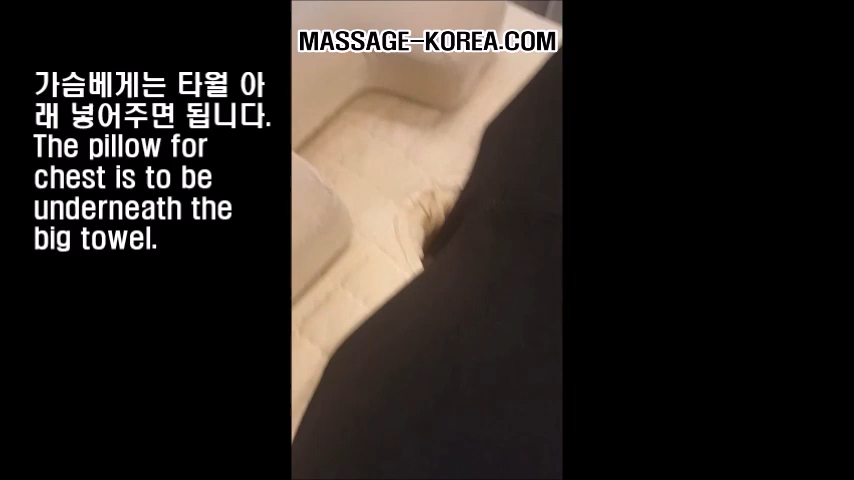 MASSAGE-KOREA.COM
가슴베게는 타월 아
래 넣어주면 됩니다.
The pillow for
chest is to be
underneath the
big towel.